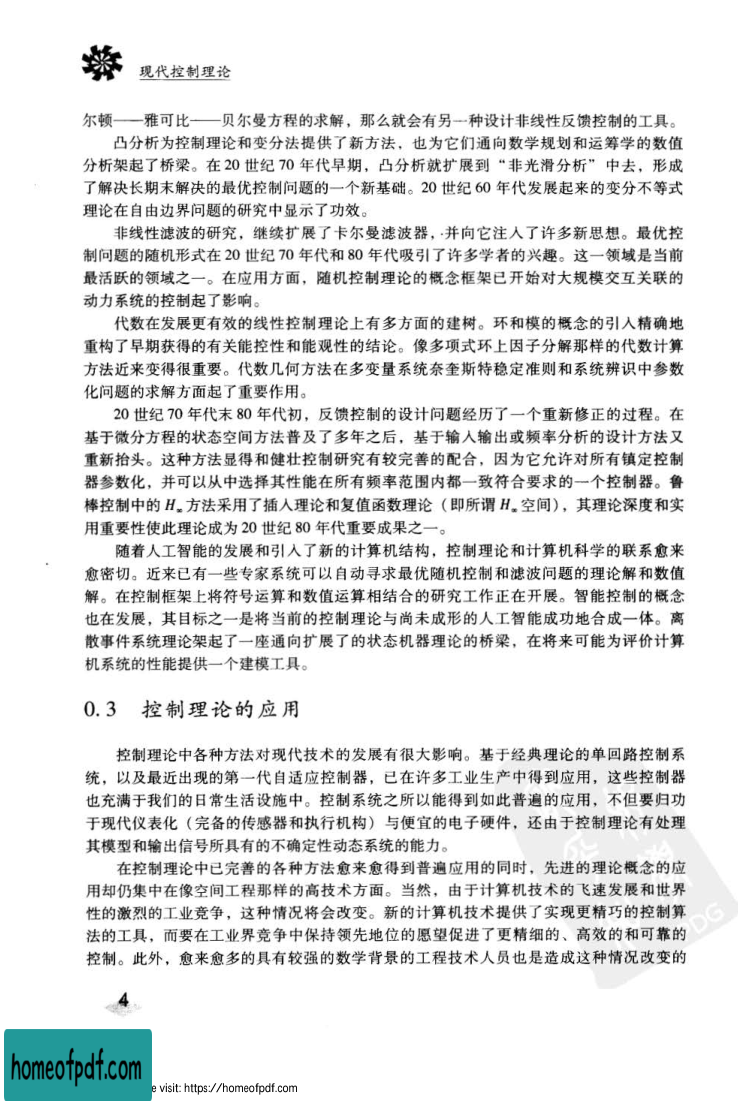 现代控制理论
尔顿——雅可比——贝尔曼方程的求解，那么就会有另一种设计非线性反馈控制的工具。
凸分析为控制理论和变分法提供了新方法，也为它们通向数学规划和运筹学的数值
分析架起了桥梁。在 20 世纪 70 年代早期，凸分析就扩展到“非光滑分析”中去，形成
了解决长期末解决的最优控制问题的一个新基础。20 世纪 60 年代发展起来的变分不等式
理论在自由边界问题的研究中显示了功效。
非线性滤波的研究，继续扩展了卡尔曼滤波器，并向它注入了许多新思想。最优控
制问题的随机形式在 20 世纪 70 年代和 80 年代吸引了许多学者的兴趣。这一领域是当前
最活跃的领域之一。在应用方面，随机控制理论的概念框架已开始对大规模交互关联的
动力系统的控制起了影响。
代数在发展更有效的线性控制理论上有多方面的建树。环和模的概念的引入精确地
重构了早期获得的有关能控性和能观性的结论。像多项式环上因子分解那样的代数计算
方法近来变得很重要。代数几何方法在多变量系统奈奎斯特稳定准则和系统辨识中参数
化问题的求解方面起了重要作用。
20 世纪 70 年代末 80 年代初，反馈控制的设计问题经历了一个重新修正的过程。在
基于微分方程的状态空间方法普及了多年之后，基于输入输出或频率分析的设计方法又
重新抬头。这种方法显得和健壮控制研究有较完善的配合，因为它允许对所有镇定控制
器参数化，并可以从中选择其性能在所有频率范围内都一致符合要求的一个控制器。鲁
棒控制中的 H∞方法采用了插入理论和复值函数理论（即所谓 H∞空间），其理论深度和实
用重要性使此理论成为 20 世纪 80 年代重要成果之一。
随着人工智能的发展和引入了新的计算机结构，控制理论和计算机科学的联系愈来
愈密切。近来已有一些专家系统可以自动寻求最优随机控制和滤波问题的理论解和数值
解。在控制框架上将符号运算和数值运算相结合的研究工作正在开展。智能控制的概念
也在发展，其目标之一是将当前的控制理论与尚未成形的人工智能成功地合成一体。离
散事件系统理论架起了一座通向扩展了的状态机器理论的桥梁，在将来可能为评价计算
机系统的性能提供一个建模工具。
0.3 控制理论的应用
控制理论中各种方法对现代技术的发展有很大影响。基于经典理论的单回路控制系
统，以及最近出现的第一代自适应控制器，已在许多工业生产中得到应用，这些控制器
也充满于我们的日常生活设施中。控制系统之所以能得到如此普遍的应用，不但要归功
于现代仪表化（完备的传感器和执行机构）与便宜的电子硬件，还由于控制理论有处理
其模型和输出信号所具有的不确定性动态系统的能力。
在控制理论中已完善的各种方法愈来愈得到普遍应用的同时，先进的理论概念的应
用却仍集中在像空间工程那样的高技术方面。当然，由于计算机技术的飞速发展和世界
性的激烈的工业竞争，这种情况将会改变。新的计算机技术提供了实现更精巧的控制算
法的工具，而要在工业界竞争中保持领先地位的愿望促进了更精细的、高效的和可靠的
控制。此外，愈来愈多的具有较强的数学背景的工程技术人员也是造成这种情况改变的
4
homeofpdf.com
e visit: https://homeofpdf.com